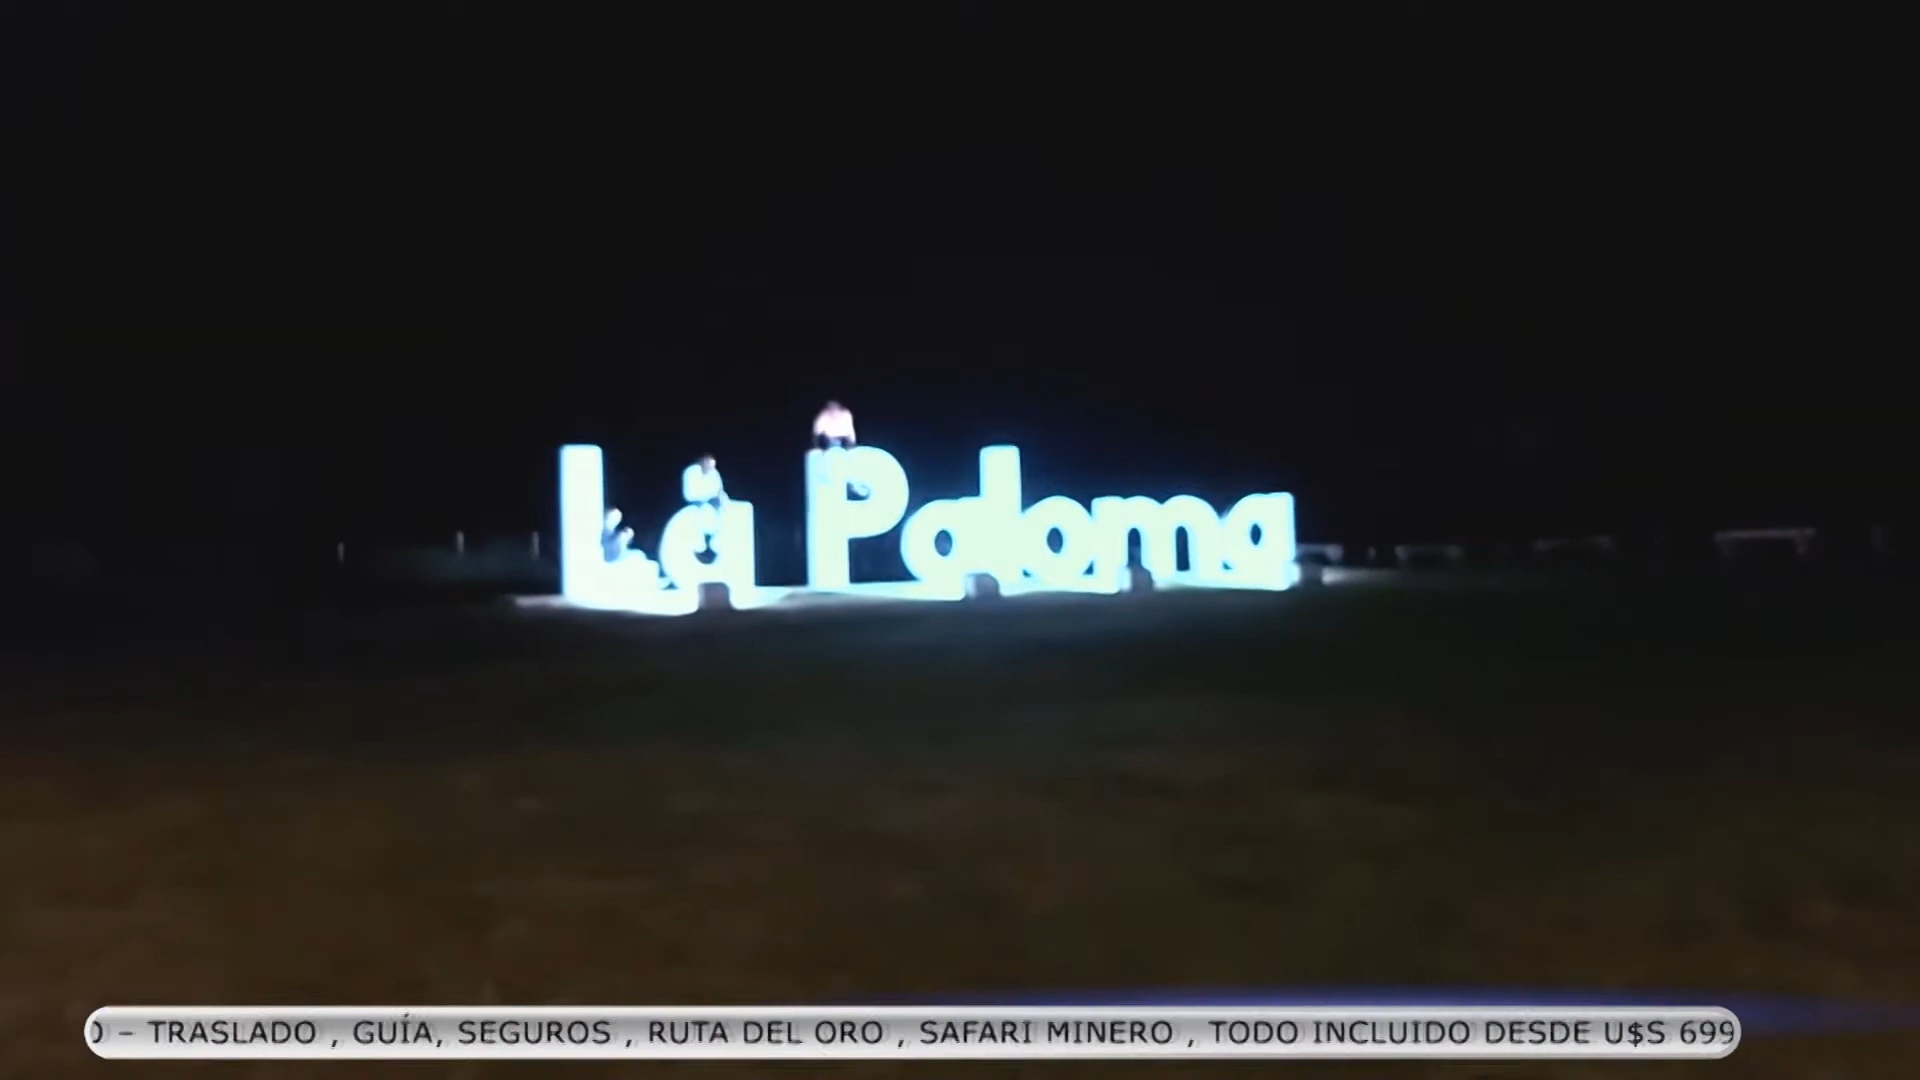 La Paloma
– TRASLADO , GUÍA, SEGUROS , RUTA DEL ORO , SAFARI MINERO , TODO INCLUIDO DESDE U$S 699